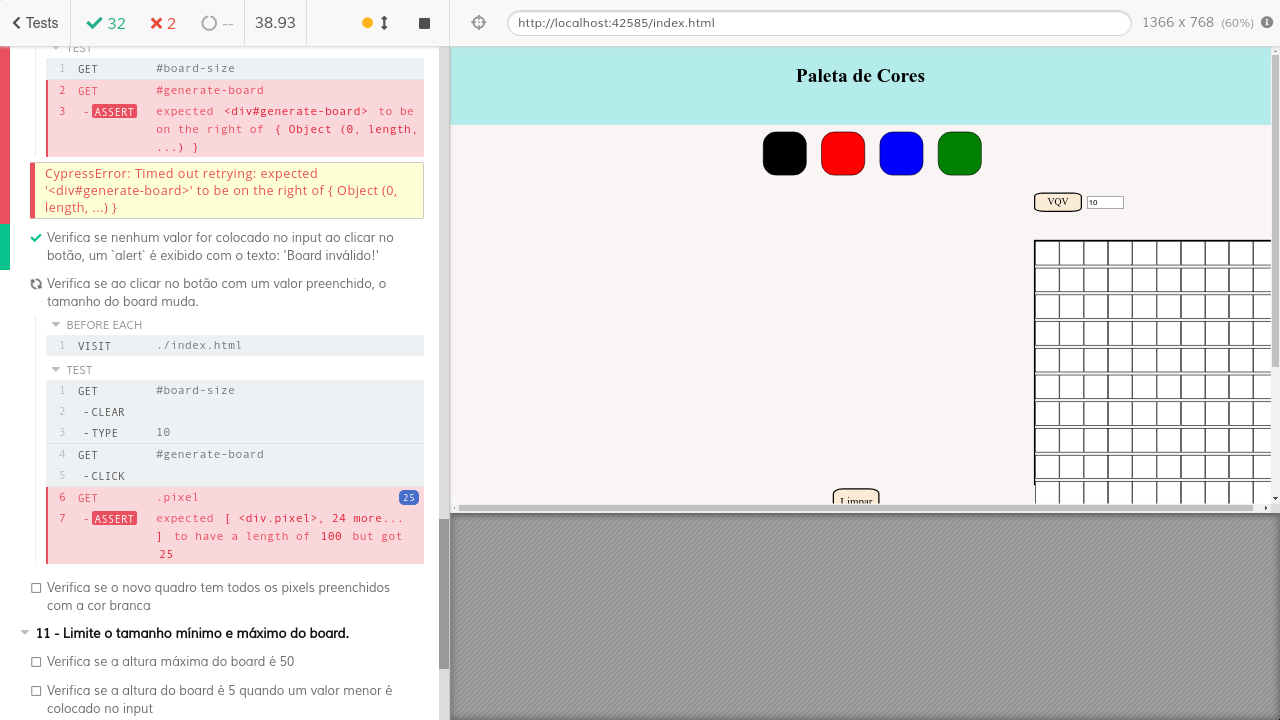 Tests
32
2
--
38.93
http://localhost:42585/index.html
1366 x 768 (60%)
TEST
1 GET #board-size
2 GET #generate-board
3 - ASSERT expected <div#generate-board> to be
on the right of { Object (0, length,
...) }
CypressError: Timed out retrying: expected
'<div#generate-board>' to be on the right of { Object (0,
length, ...) }
Verifica se nenhum valor for colocado no input ao clicar no
botão, um `alert` é exibido com o texto: 'Board inválido!'
Verifica se ao clicar no botão com um valor preenchido, o
tamanho do board muda.
BEFORE EACH
1 VISIT ./index.html
TEST
1 GET #board-size
2 - CLEAR
3 - TYPE 10
4 GET #generate-board
5 - CLICK
6 GET .pixel 25
7 - ASSERT expected [ <div.pixel>, 24 more...
] to have a length of 100 but got
25
Verifica se o novo quadro tem todos os pixels preenchidos
com a cor branca
11 - Limite o tamanho mínimo e máximo do board.
Verifica se a altura máxima do board é 50
Verifica se a altura do board é 5 quando um valor menor é
colocado no input
Paleta de Cores
VQV
10
Limpar